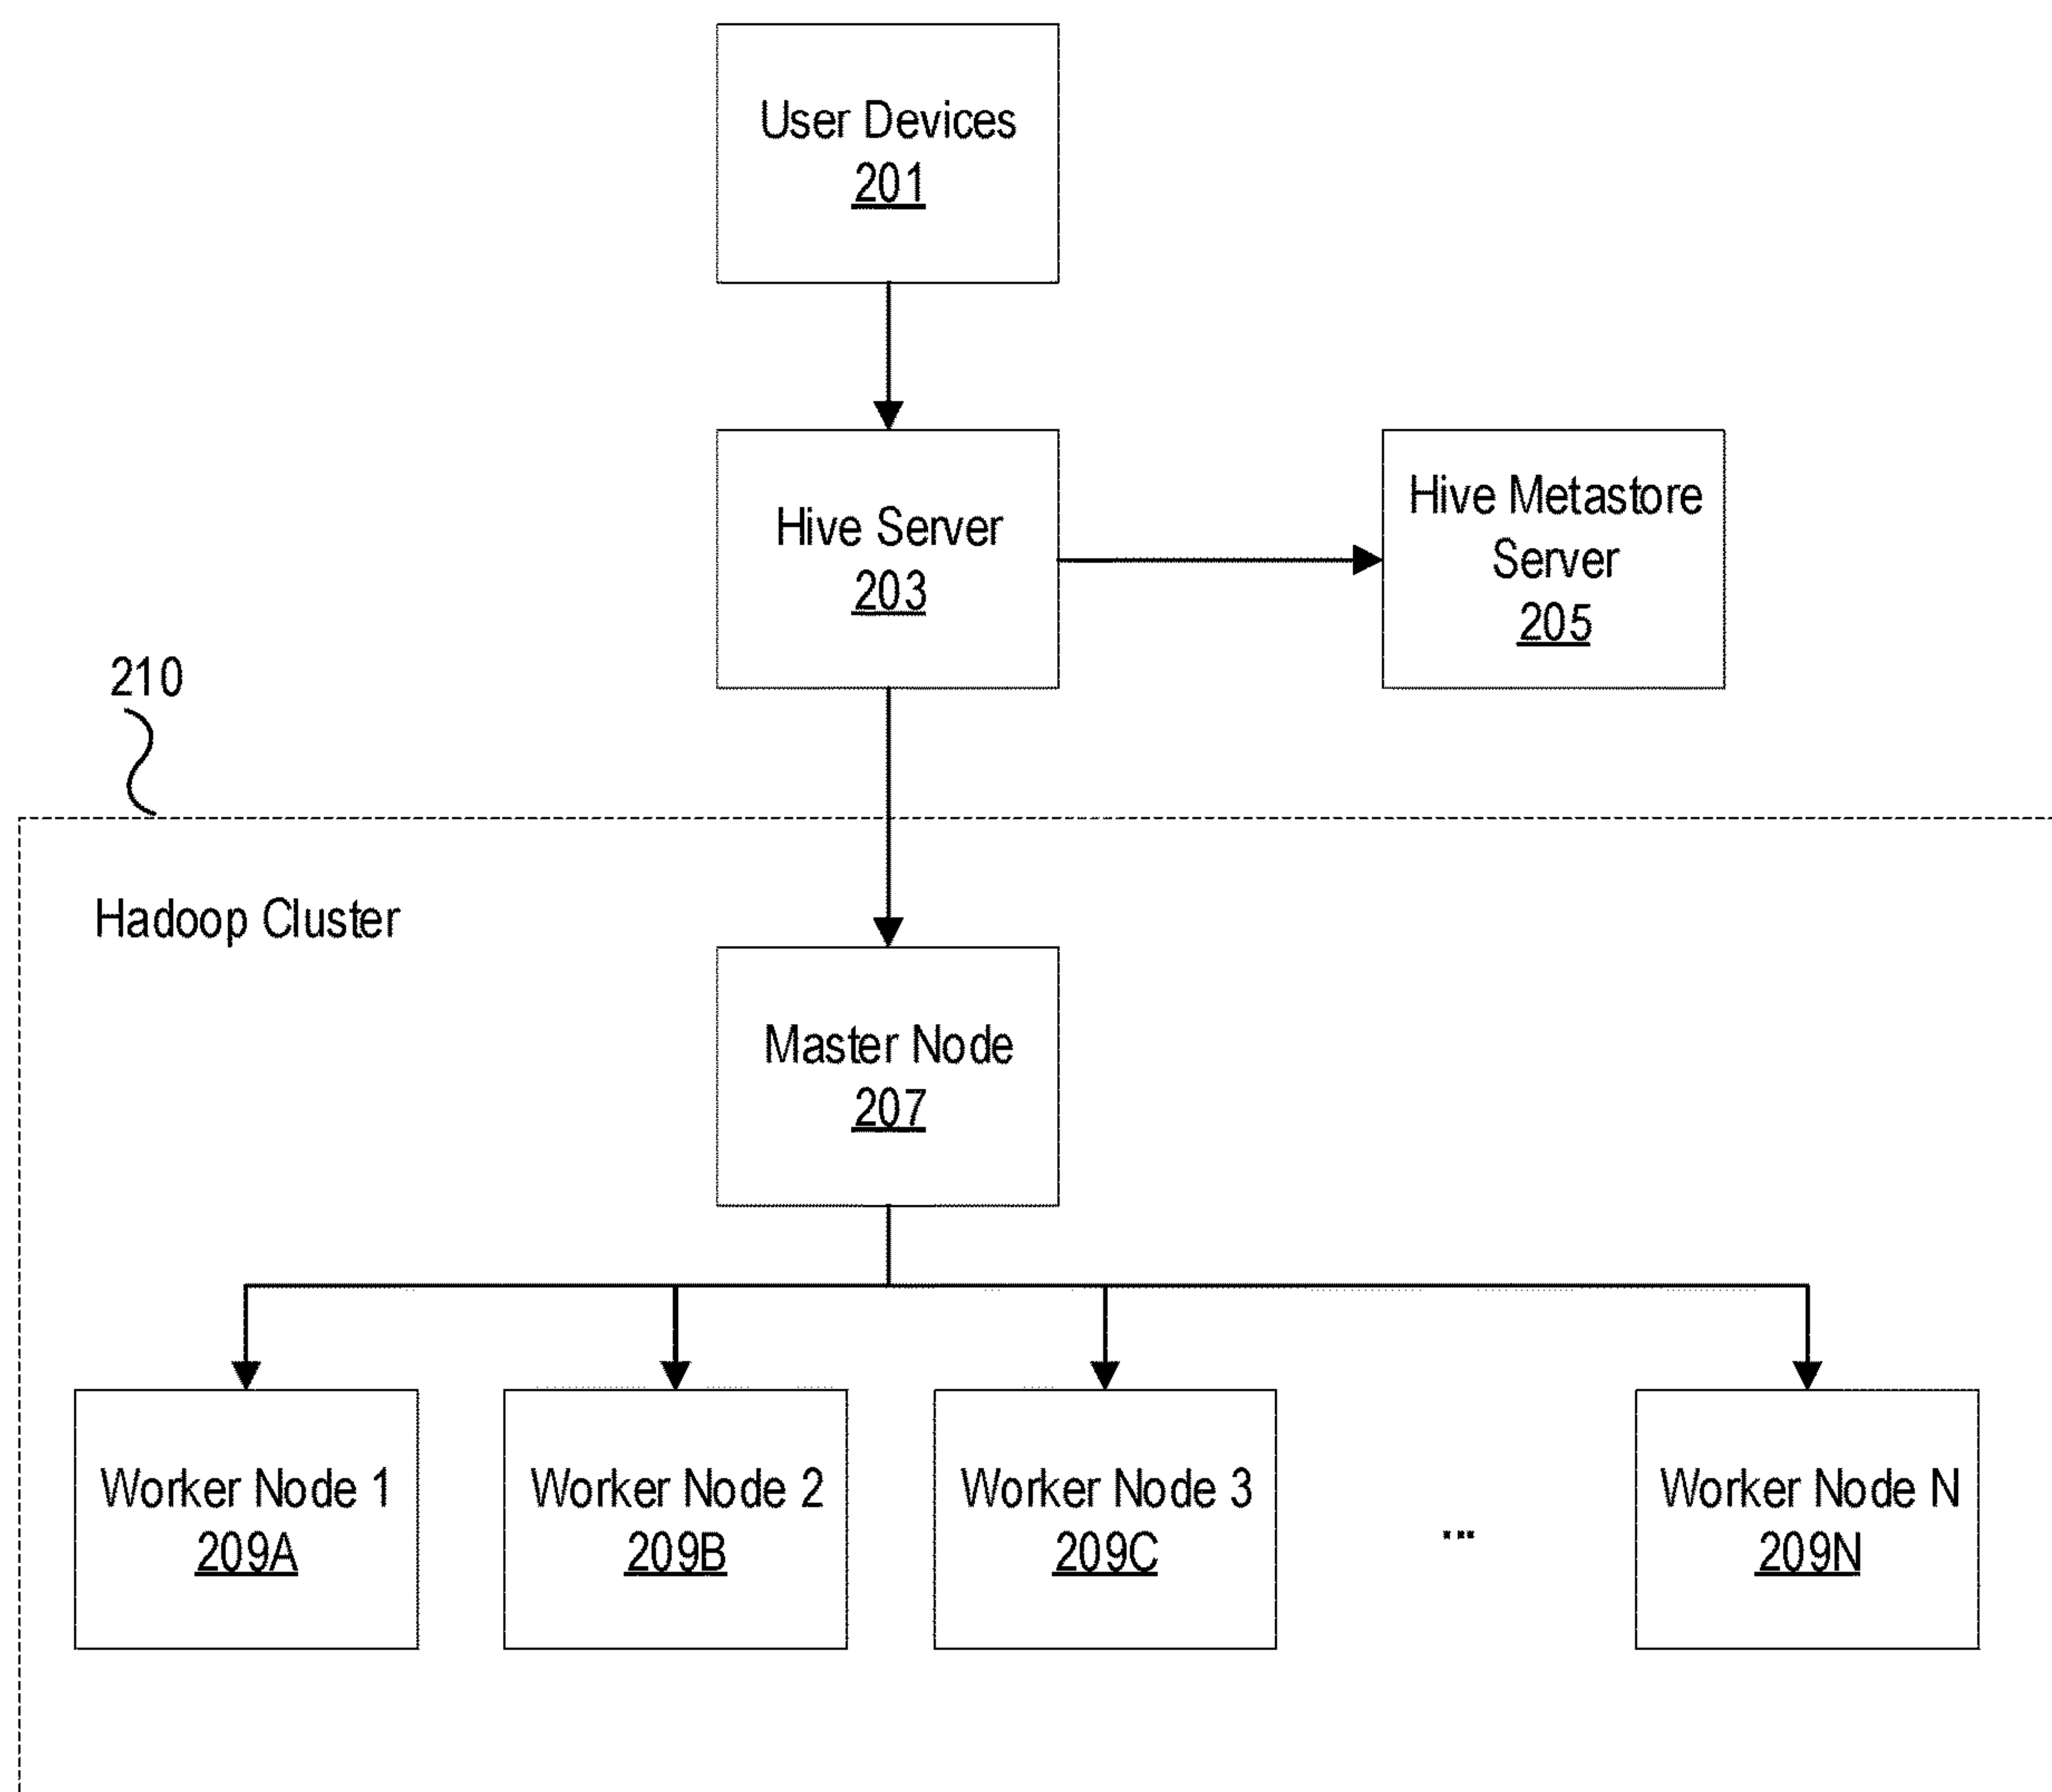 User Devices
201
Hive Server
203
Hive Metastore
Server
205
210
Hadoop Cluster
Master Node
207
Worker Node 1
209A
Worker Node 2
209B
Worker Node 3
209C
...
Worker Node N
209N